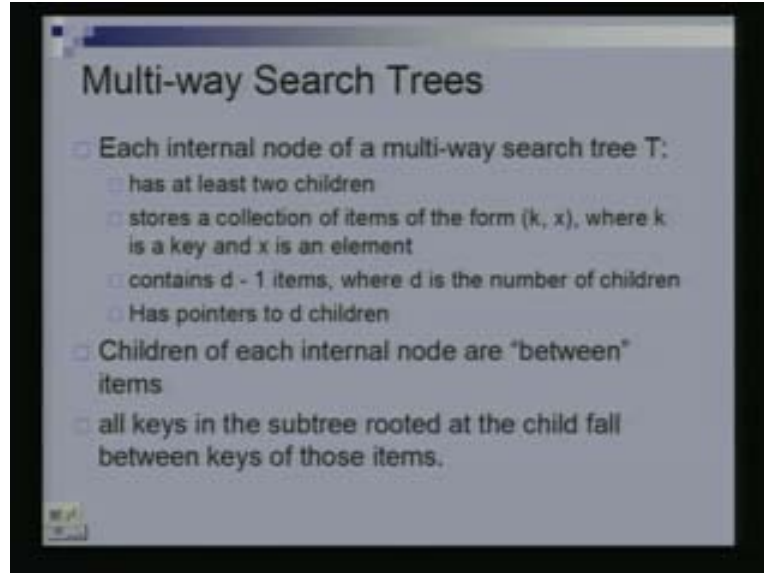 Multi-way Search Trees
Each internal node of a multi-way search tree T:
has at least two children
stores a collection of items of the form (k, x), where k
is a key and x is an element
contains d - 1 items, where d is the number of children
Has pointers to d children
Children of each internal node are "between"
items
all keys in the subtree rooted at the child fall
between keys of those items.